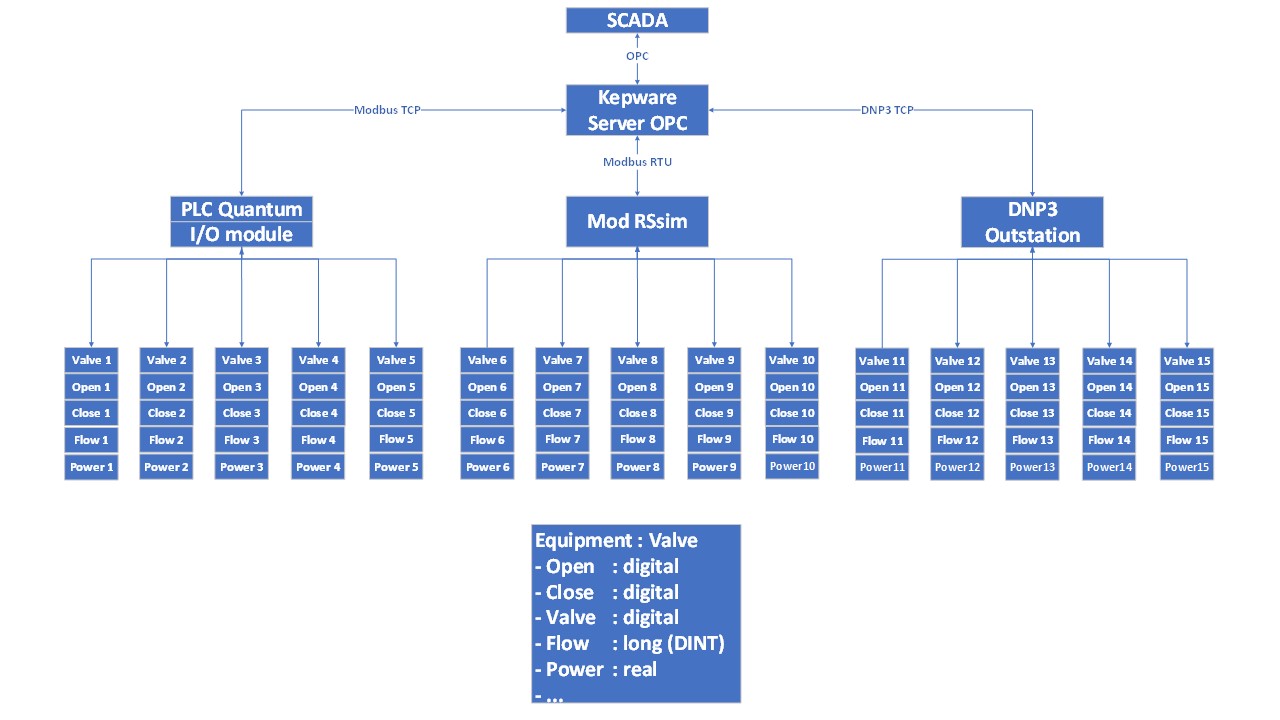 SCADA
OPC
Kepware
Server OPC
Modbus TCP
DNP3 TCP
Modbus RTU
PLC Quantum
I/O module
Mod RSsim
DNP3
Outstation
Valve 1 Valve 2 Valve 3 Valve 4 Valve 5 Valve 6 Valve 7 Valve 8 Valve 9 Valve 10 Valve 11 Valve 12 Valve 13 Valve 14 Valve 15
Open 1 Open 2 Open 3 Open 4 Open 5 Open 6 Open 7 Open 8 Open 9 Open 10 Open 11 Open 12 Open 13 Open 14 Open 15
Close 1 Close 2 Close 3 Close 4 Close 5 Close 6 Close 7 Close 8 Close 9 Close 10 Close 11 Close 12 Close 13 Close 14 Close 15
Flow 1 Flow 2 Flow 3 Flow 4 Flow 5 Flow 6 Flow 7 Flow 8 Flow 9 Flow 10 Flow 11 Flow 12 Flow 13 Flow 14 Flow 15
Power 1 Power 2 Power 3 Power 4 Power 5 Power 6 Power 7 Power 8 Power 9 Power10 Power11 Power12 Power13 Power14 Power15
Equipment : Valve
- Open : digital
- Close : digital
- Valve : digital
- Flow : long (DINT)
- Power : real
- ...